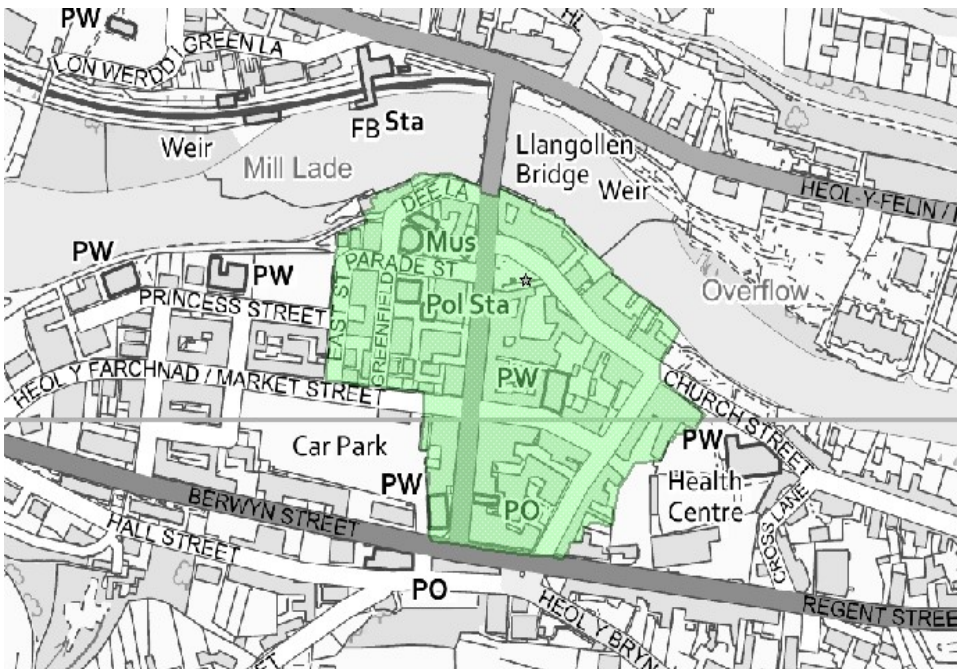 PW
GREEN LA
LON WERDD
FB Sta
Weir
Mill Lade
Llangollen
Bridge
Weir
HEOL-Y-FELIN /
DEE LA
Mus
PARADE ST
PW
PW
Pol Sta
Overflow
PRINCESS STREET
EAST ST
GREENFIELD
HEOL Y FARCHNAD / MARKET STREET
PW
CHURCH STREET
Car Park
PW
PW
Health
Centre
BERWYN STREET
PO
HALL STREET
CROSS LANE
PO
REGENT STREE
HEOL Y BRYN